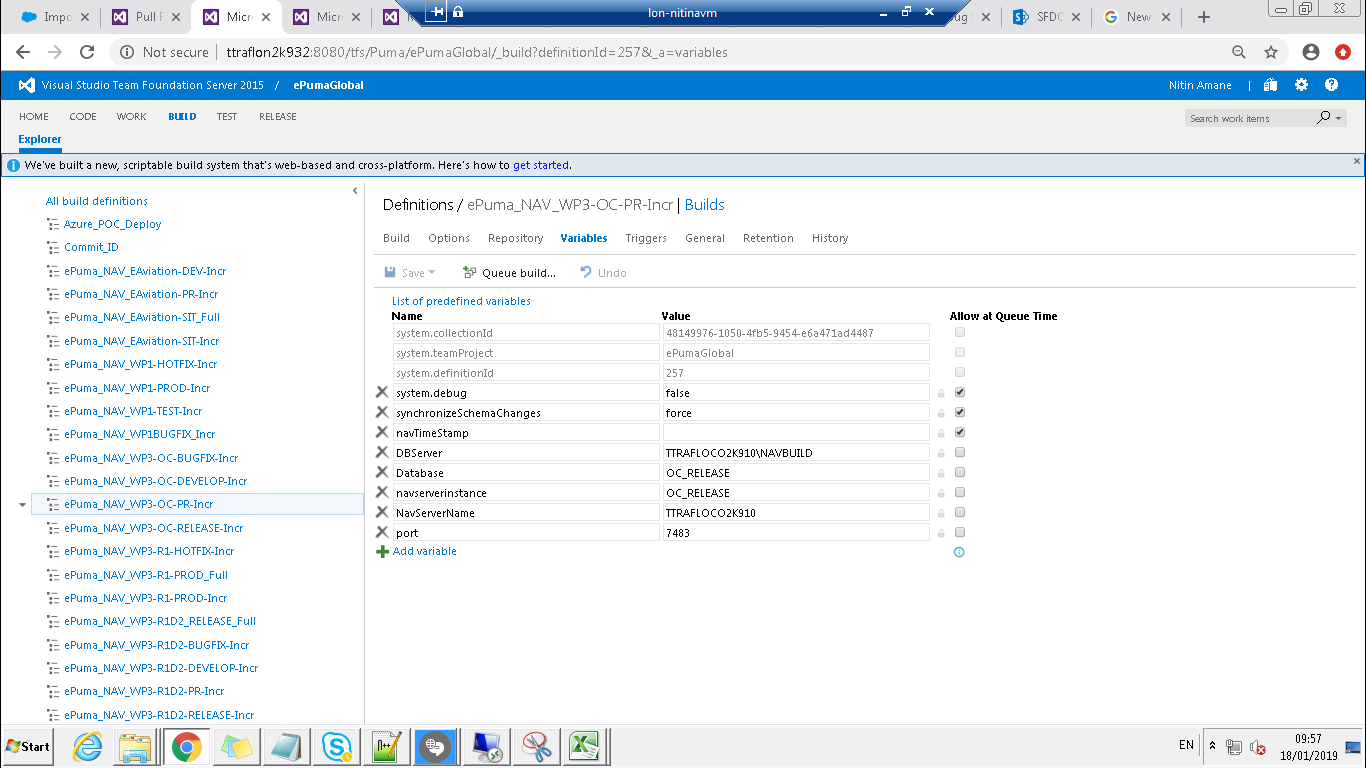 lon-nitinavm
Impo
Pull F
Micro
Micro
SFDC
New
Not secure
ttraflon2k932:8080/tfs/Puma/ePumaGlobal/_build?definitionId=257&_a=variables
Visual Studio Team Foundation Server 2015 / ePumaGlobal
Nitin Amane
HOME CODE WORK BUILD TEST RELEASE
Search work items
Explorer
We've built a new, scriptable build system that's web-based and cross-platform. Here's how to get started.
All build definitions
Azure_POC_Deploy
Commit_ID
ePuma_NAV_EAviation-DEV-Incr
ePuma_NAV_EAviation-PR-Incr
ePuma_NAV_EAviation-SIT_Full
ePuma_NAV_EAviation-SIT-Incr
ePuma_NAV_WP1-HOTFIX-Incr
ePuma_NAV_WP1-PROD-Incr
ePuma_NAV_WP1-TEST-Incr
ePuma_NAV_WP1BUGFIX_Incr
ePuma_NAV_WP3-OC-BUGFIX-Incr
ePuma_NAV_WP3-OC-DEVELOP-Incr
ePuma_NAV_WP3-OC-PR-Incr
ePuma_NAV_WP3-OC-RELEASE-Incr
ePuma_NAV_WP3-R1-HOTFIX-Incr
ePuma_NAV_WP3-R1-PROD_Full
ePuma_NAV_WP3-R1-PROD-Incr
ePuma_NAV_WP3-R1D2_RELEASE_Full
ePuma_NAV_WP3-R1D2-BUGFIX-Incr
ePuma_NAV_WP3-R1D2-DEVELOP-Incr
ePuma_NAV_WP3-R1D2-PR-Incr
ePuma_NAV_WP3-R1D2-RELEASE-Incr
Definitions / ePuma_NAV_WP3-OC-PR-Incr | Builds
Build Options Repository Variables Triggers General Retention History
Save Queue build... Undo
List of predefined variables
Name Value Allow at Queue Time
system.collectionId 48149976-1050-4fb5-9454-e6a471ad4487
system.teamProject ePumaGlobal
system.definitionId 257
system.debug false
synchronizeSchemaChanges force
navTimeStamp
DBServer TTRAFLOCO2K910\NAVBUILD
Database OC_RELEASE
navserverinstance OC_RELEASE
NavServerName TTRAFLOCO2K910
port 7483
Add variable
Start
EN
09:57
18/01/2019